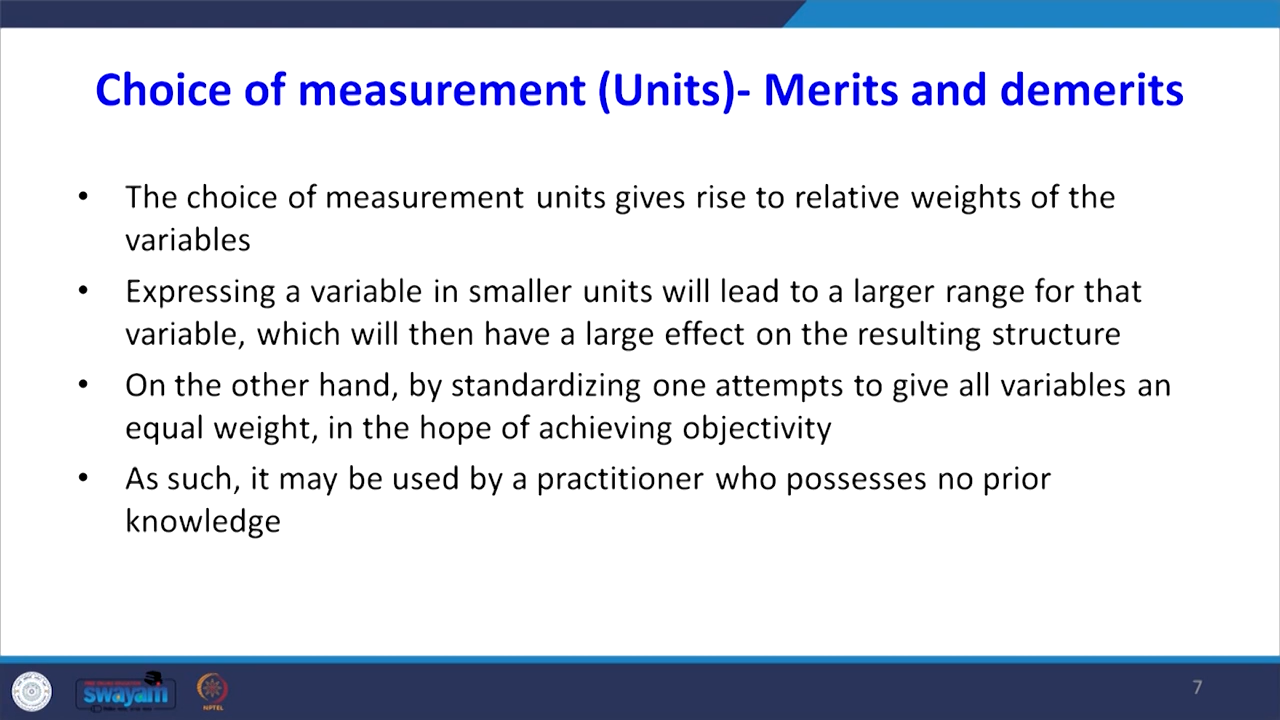 Choice of measurement (Units)- Merits and demerits
• The choice of measurement units gives rise to relative weights of the
variables
• Expressing a variable in smaller units will lead to a larger range for that
variable, which will then have a large effect on the resulting structure
• On the other hand, by standardizing one attempts to give all variables an
equal weight, in the hope of achieving objectivity
• As such, it may be used by a practitioner who possesses no prior
knowledge
swayam
NPTEL
7